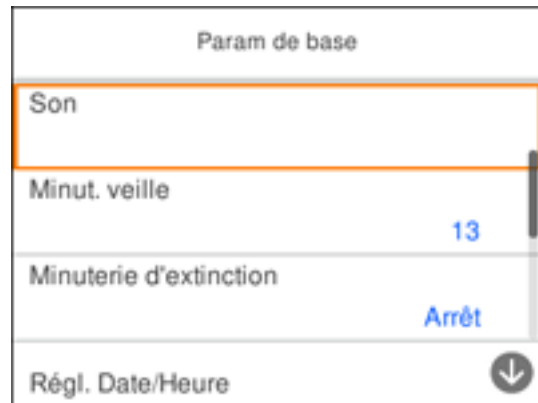 Param de base
Son
Minut. veille
13
Minuterie d'extinction
Arrêt
Régl. Date/Heure